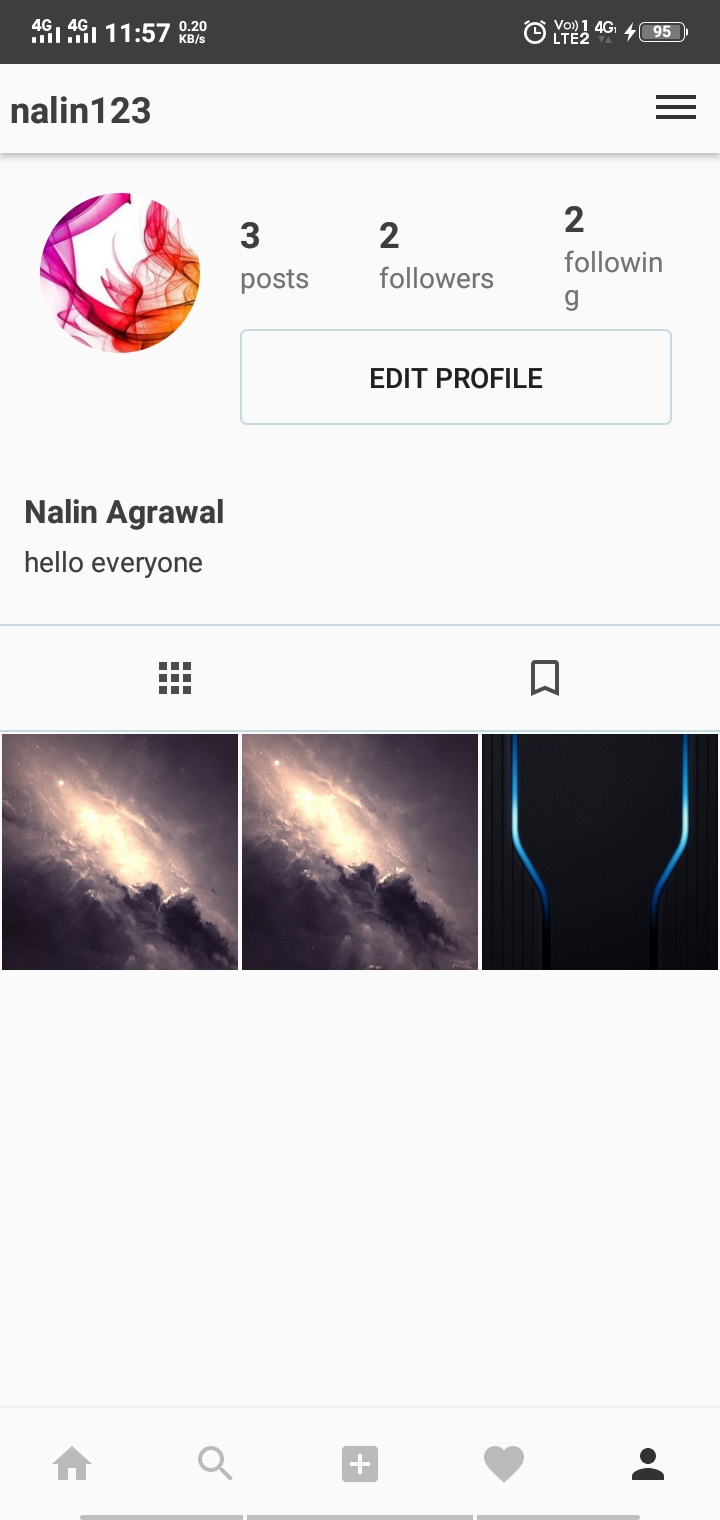 4G 4G 11:57 0.20 KB/s Vo)) 1 LTE2 4G 95
nalin123
3
2
2
posts
followers
followin
g
EDIT PROFILE
Nalin Agrawal
hello everyone